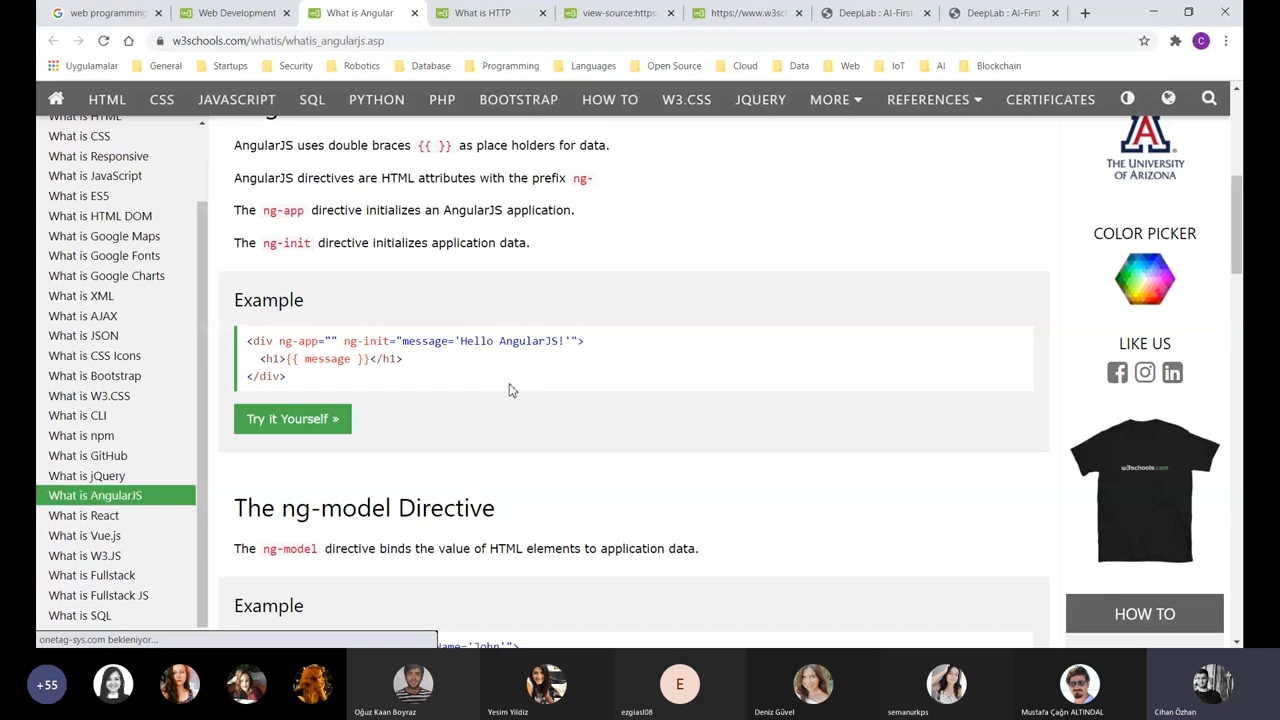 web programming
Web Development
What is Angular
What is HTTP
view-source:https:
https://www.w3sch
DeepLab : AI-First
DeepLab : AI-First
w3schools.com/whatis/whatis_angularjs.asp
C
Uygulamalar
General
Startups
Security
Robotics
Database
Programming
Languages
Open Source
Cloud
Data
Web
IoT
AI
Blockchain
HTML
CSS
JAVASCRIPT
SQL
PYTHON
PHP
BOOTSTRAP
HOW TO
W3.CSS
JQUERY
MORE
REFERENCES
CERTIFICATES
What is HTML
What is CSS
What is Responsive
What is JavaScript
What is ES5
What is HTML DOM
What is Google Maps
What is Google Fonts
What is Google Charts
What is XML
What is AJAX
What is JSON
What is CSS Icons
What is Bootstrap
What is W3.CSS
What is CLI
What is npm
What is GitHub
What is jQuery
What is AngularJS
What is React
What is Vue.js
What is W3.JS
What is Fullstack
What is Fullstack JS
What is SQL
onetag-sys.com bekleniyor...
AngularJS uses double braces {{ }} as place holders for data.
AngularJS directives are HTML attributes with the prefix ng-
The ng-app directive initializes an AngularJS application.
The ng-init directive initializes application data.
Example
<div ng-app="" ng-init="message='Hello AngularJS!'">
<h1>{{ message }}</h1>
</div>
Try it Yourself »
The ng-model Directive
The ng-model directive binds the value of HTML elements to application data.
Example
Name='John'">
A
THE UNIVERSITY
OF ARIZONA
COLOR PICKER
LIKE US
w3schools.com
HOW TO
+55
Oğuz Kaan Boyraz
Yesim Yildiz
E
ezgiasl08
Deniz Güvel
semanurkps
Mustafa Çağrı ALTINDAL
Cihan Özhan